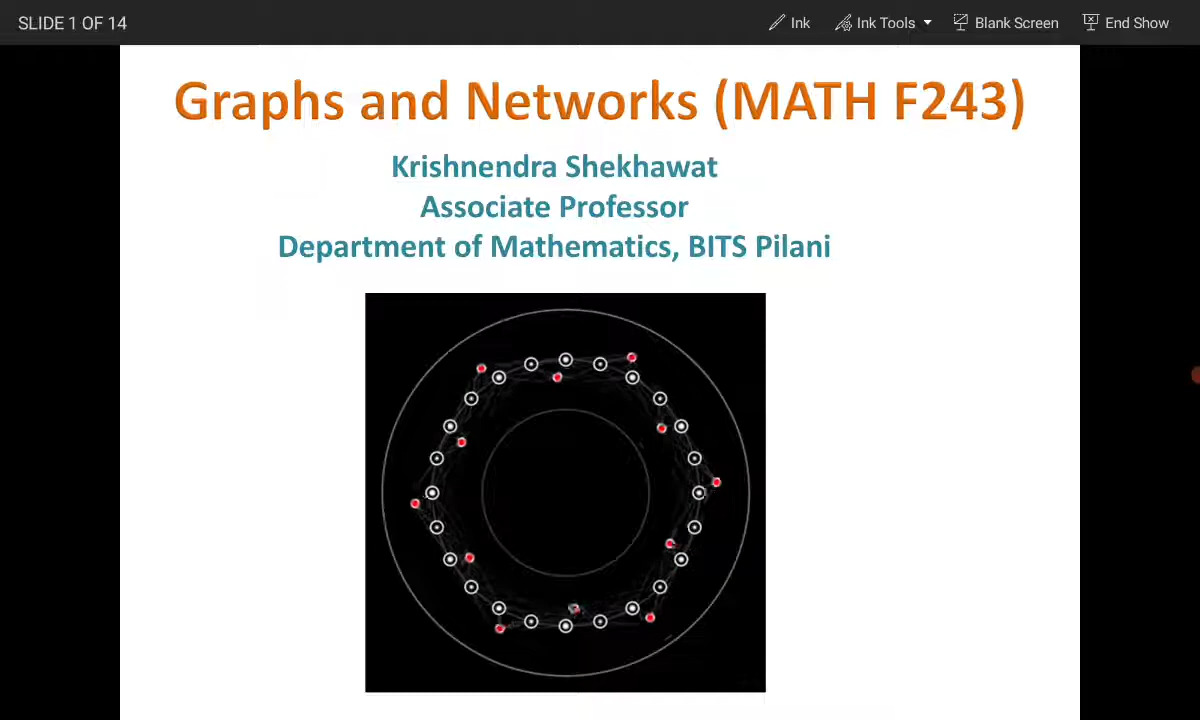 SLIDE 1 OF 14
Ink
Ink Tools
Blank Screen
End Show
Graphs and Networks (MATH F243)
Krishnendra Shekhawat
Associate Professor
Department of Mathematics, BITS Pilani